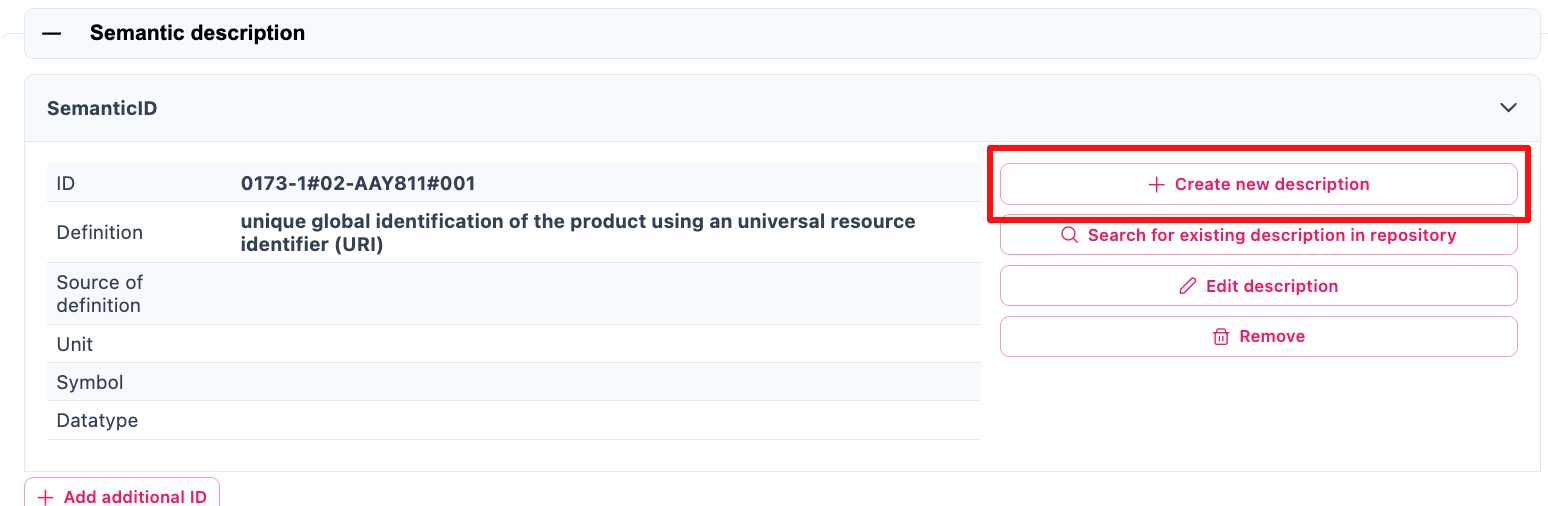 Semantic description
SemanticID
ID
0173-1#02-AAY811#001
Definition
unique global identification of the product using an universal resource
identifier (URI)
Source of
definition
Unit
Symbol
Datatype
Create new description
Search for existing description in repository
Edit description
Remove
Add additional ID